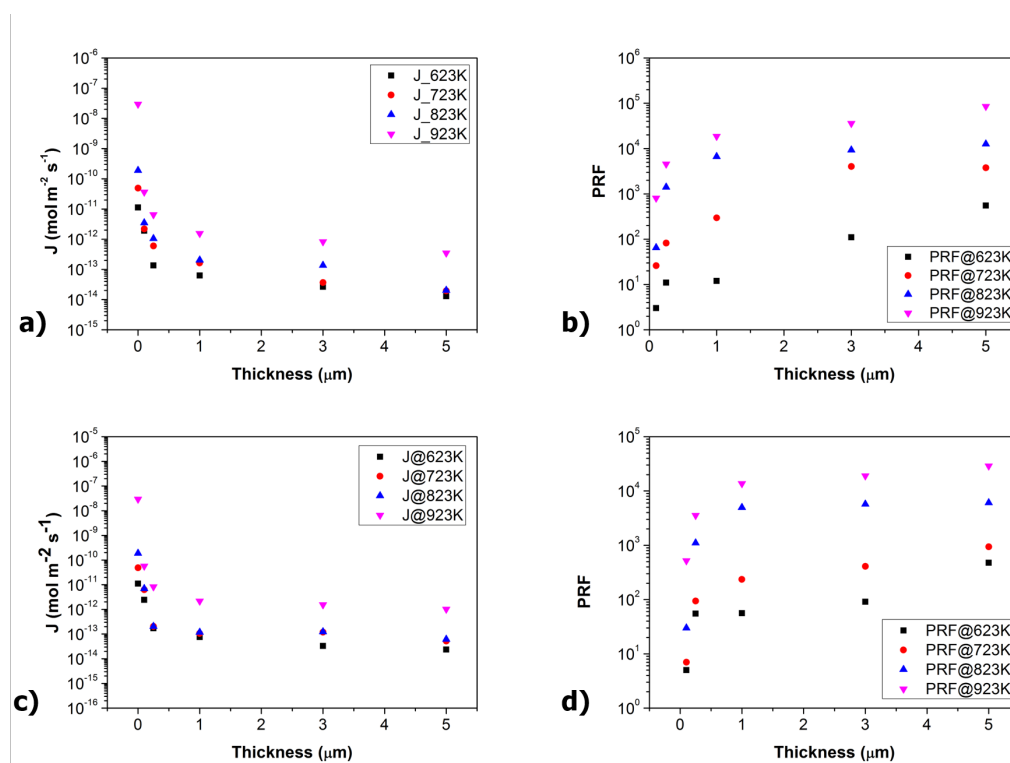 10⁻⁶
10⁻⁷
10⁻⁸
10⁻⁹
10⁻¹⁰
10⁻¹¹
10⁻¹²
10⁻¹³
10⁻¹⁴
10⁻¹⁵
J (mol m⁻² s⁻¹)
J_623K
J_723K
J_823K
J_923K
0 1 2 3 4 5
Thickness (μm)
a)
10⁶
10⁵
10⁴
10³
10²
10¹
10⁰
PRF
PRF@623K
PRF@723K
PRF@823K
PRF@923K
0 1 2 3 4 5
Thickness (μm)
b)
10⁻⁵
10⁻⁶
10⁻⁷
10⁻⁸
10⁻⁹
10⁻¹⁰
10⁻¹¹
10⁻¹²
10⁻¹³
10⁻¹⁴
10⁻¹⁵
10⁻¹⁶
J (mol m⁻² s⁻¹)
J@623K
J@723K
J@823K
J@923K
0 1 2 3 4 5
Thickness (μm)
c)
10⁵
10⁴
10³
10²
10¹
10⁰
PRF
PRF@623K
PRF@723K
PRF@823K
PRF@923K
0 1 2 3 4 5
Thickness (μm)
d)